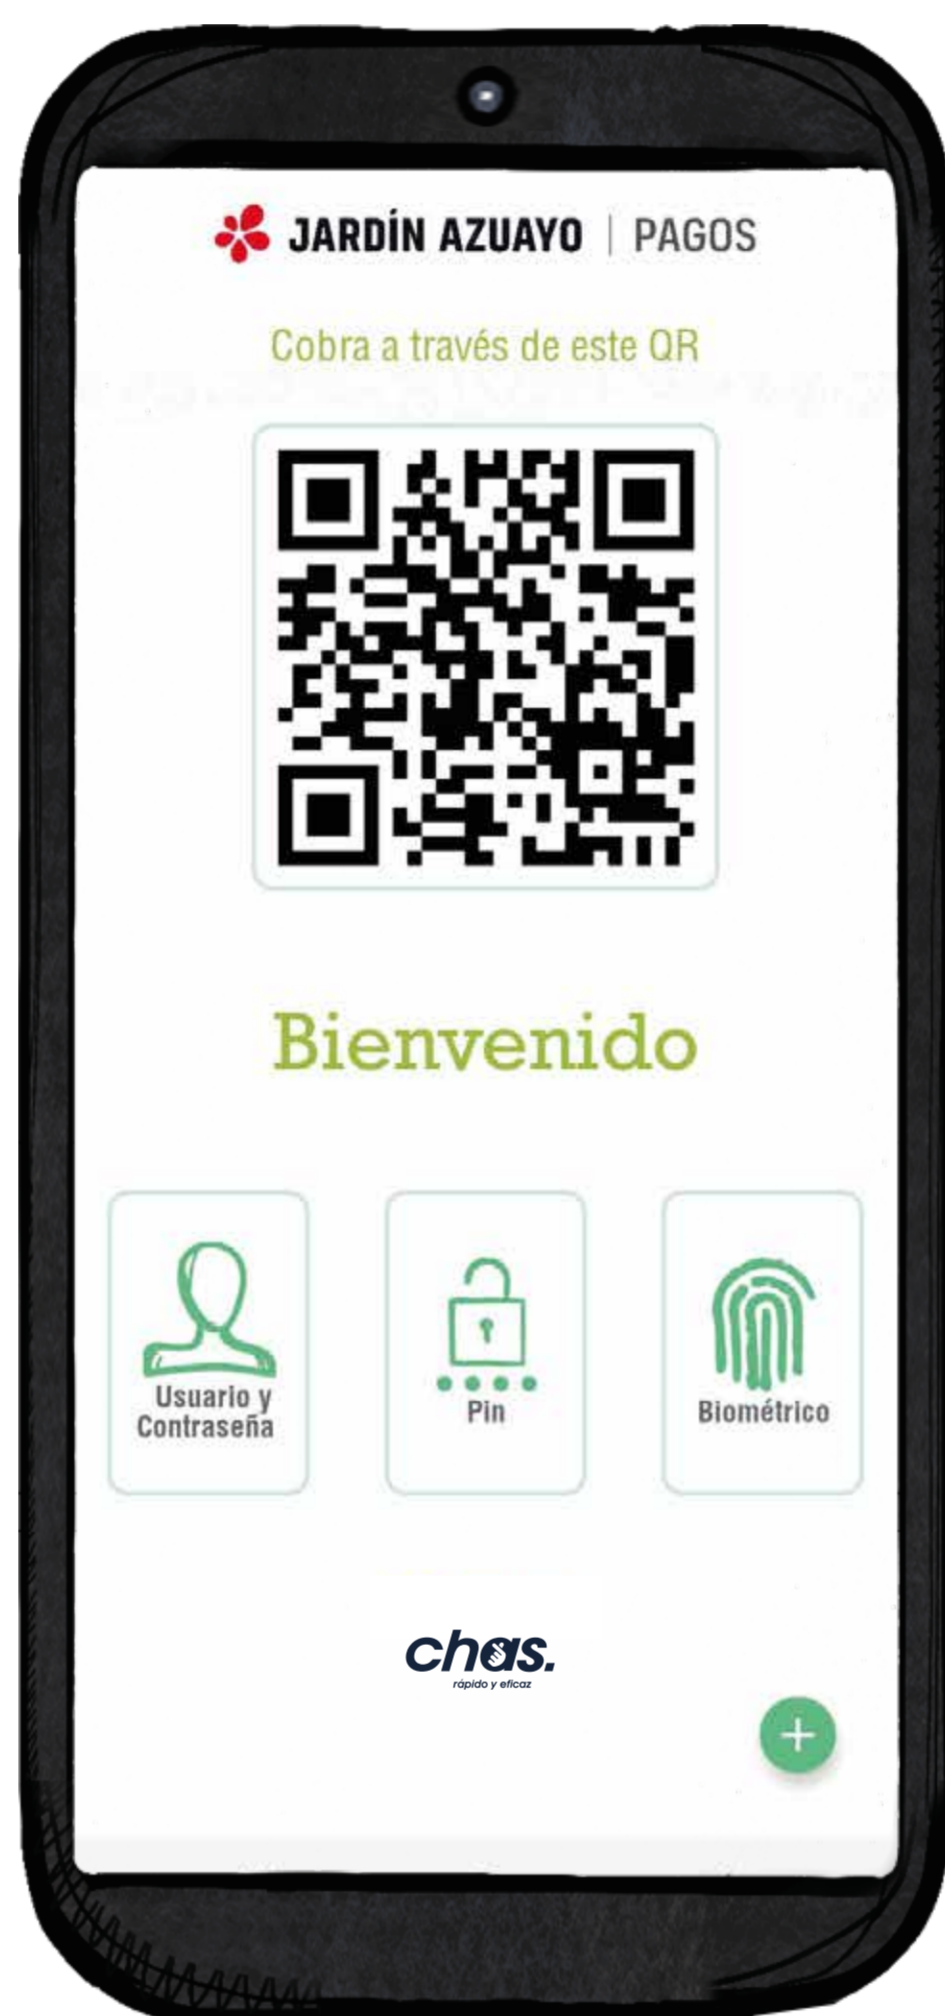 JARDÍN AZUAYO | PAGOS
Cobra a través de este QR
Bienvenido
Usuario y
Contraseña
Pin
Biométrico
chas.
rápido y eficaz